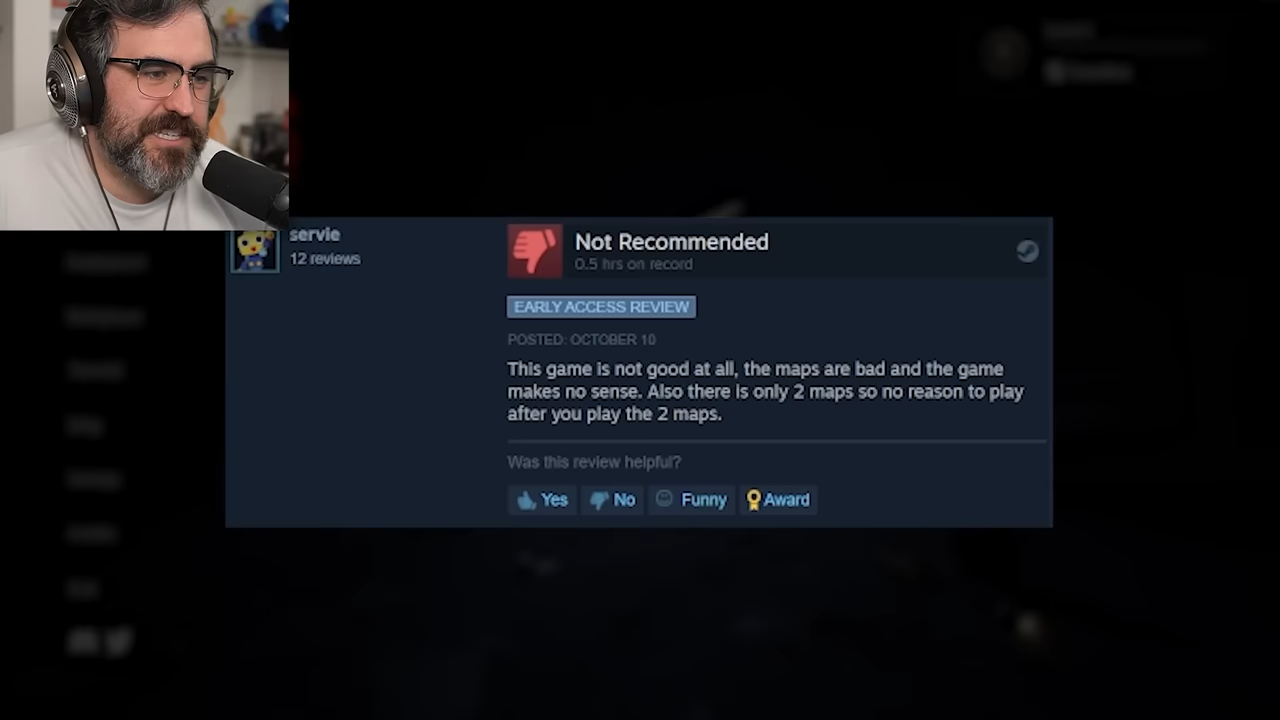 servie
12 reviews
Not Recommended
0.5 hrs on record
EARLY ACCESS REVIEW
POSTED: OCTOBER 10
This game is not good at all, the maps are bad and the game
makes no sense. Also there is only 2 maps so no reason to play
after you play the 2 maps.
Was this review helpful?
Yes
No
Funny
Award